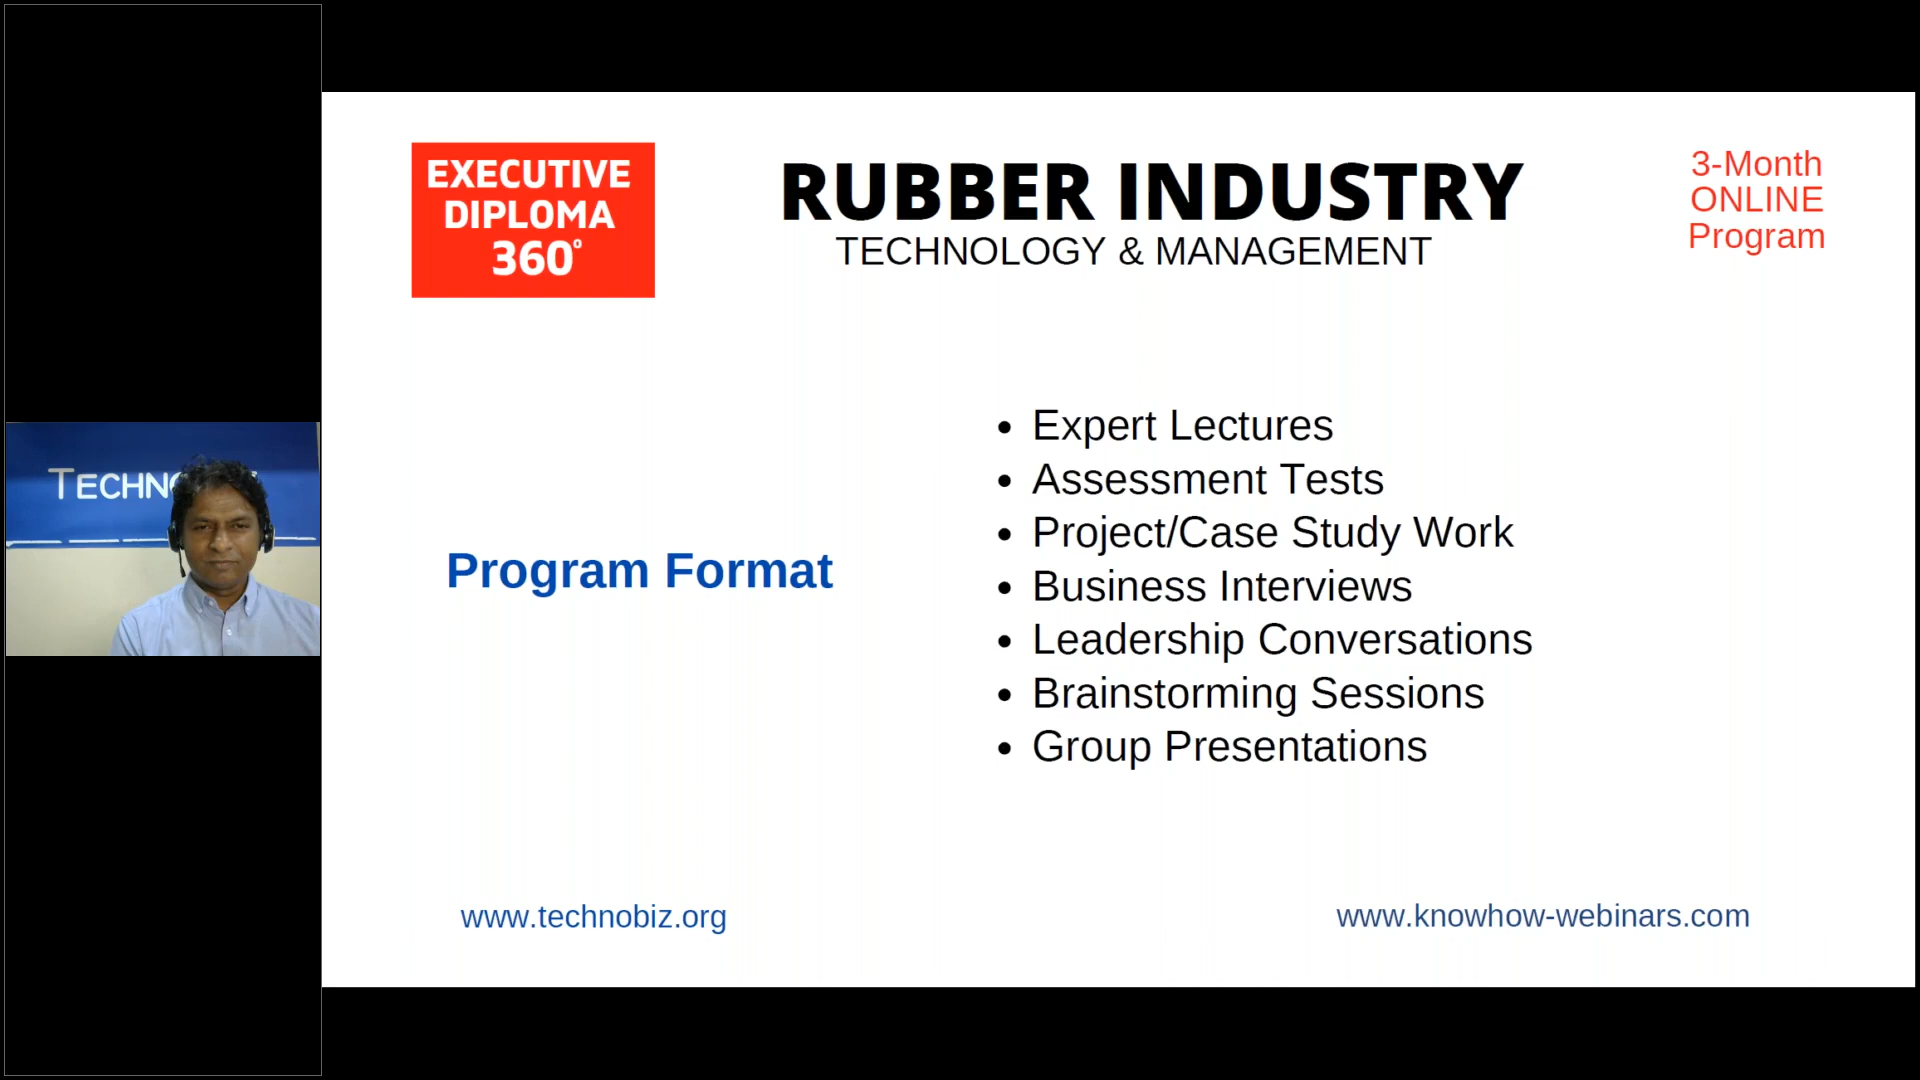 EXECUTIVE
DIPLOMA
360°
RUBBER INDUSTRY
TECHNOLOGY & MANAGEMENT
3-Month
ONLINE
Program
Program Format
• Expert Lectures
• Assessment Tests
• Project/Case Study Work
• Business Interviews
• Leadership Conversations
• Brainstorming Sessions
• Group Presentations
www.technobiz.org
www.knowhow-webinars.com